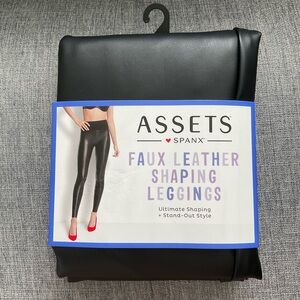 ASSETS
♥ SPANX
FAUX LEATHER
SHAPING
LEGGINGS
Ultimate Shaping
+ Stand-Out Style